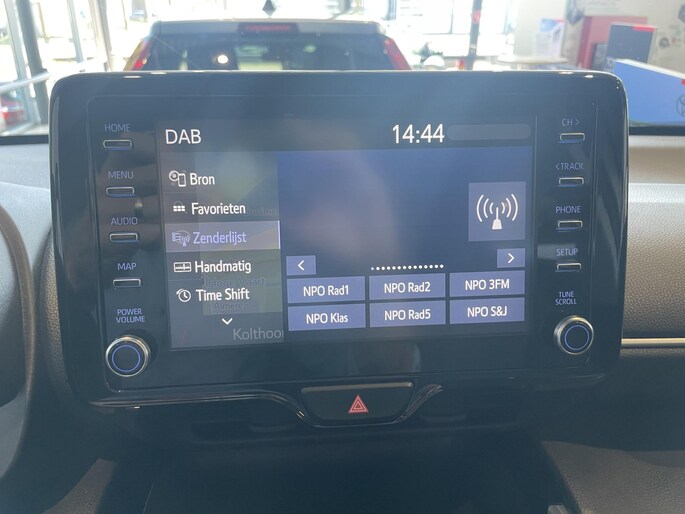 HOME
MENU
AUDIO
MAP
POWER
VOLUME
DAB
14:44
Bron
Favorieten
Zenderlijst
Handmatig
Time Shift
Kolthoor
<
>
NPO Rad1
NPO Rad2
NPO 3FM
NPO Klas
NPO Rad5
NPO S&J
CH >
<TRACK
PHONE
SETUP
TUNE
SCROLL